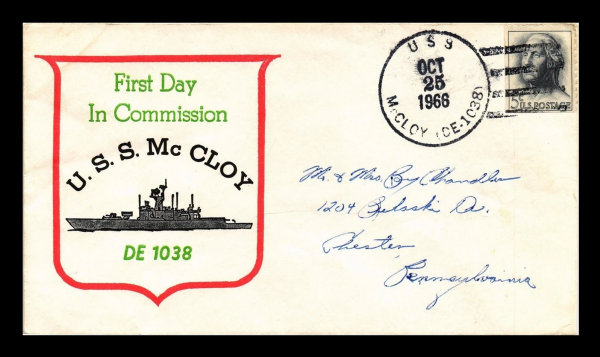 First Day
In Commission
U. S. S. Mc CLOY
DE 1038
USS
OCT
25
1966
McCLOY (DE-1038)
5c U.S. POSTAGE
Mr. & Mrs. Roy Chandler
1204 Dr.
Chester,
Pennsylvania